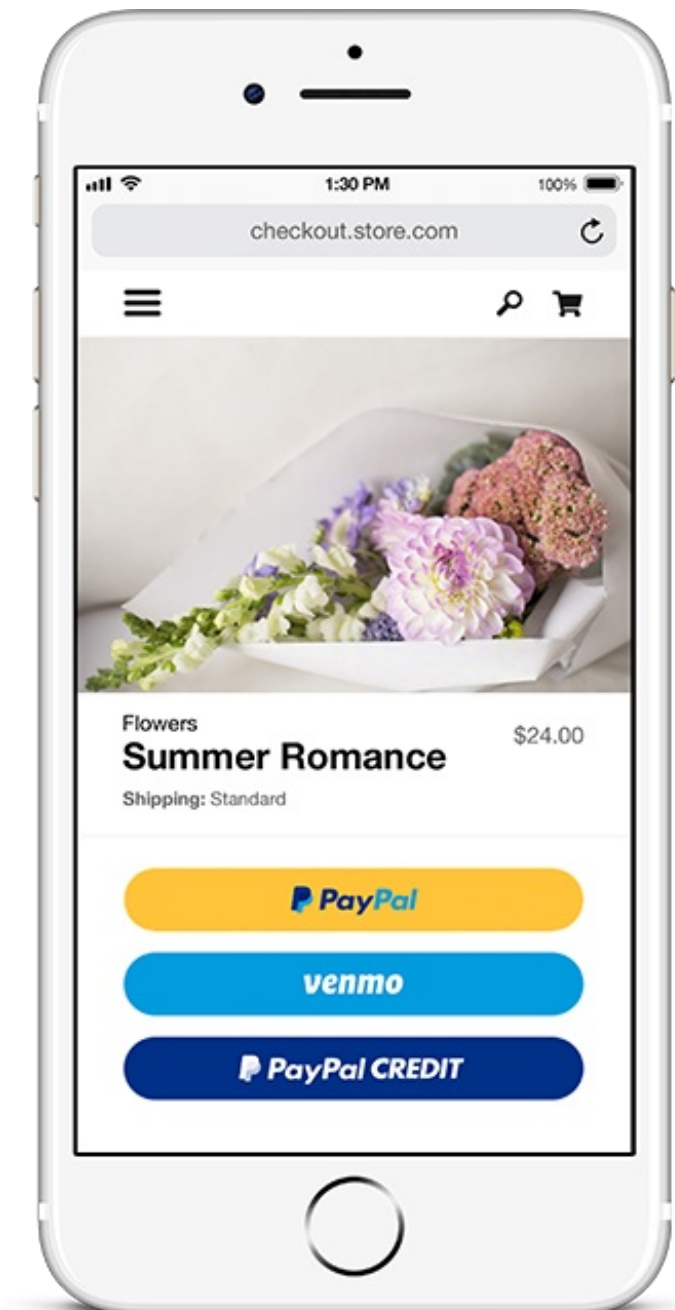 1:30 PM 100%
checkout.store.com
Flowers
Summer Romance $24.00
Shipping: Standard
PayPal
venmo
PayPal CREDIT